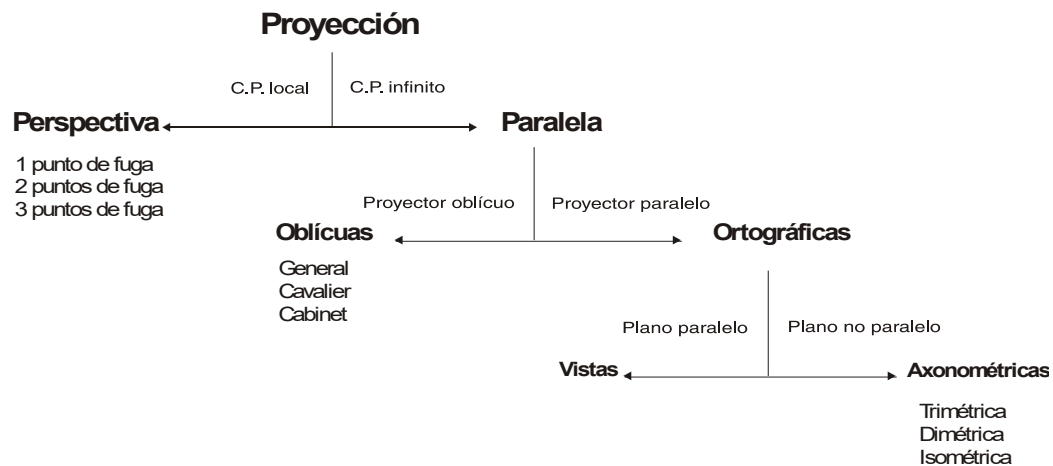 Proyección
C.P. local
C.P. infinito
Perspectiva
Paralela
1 punto de fuga
2 puntos de fuga
3 puntos de fuga
Proyector oblícuo
Proyector paralelo
Oblícuas
Ortográficas
General
Cavalier
Cabinet
Plano paralelo
Plano no paralelo
Vistas
Axonométricas
Trimétrica
Dimétrica
Isométrica